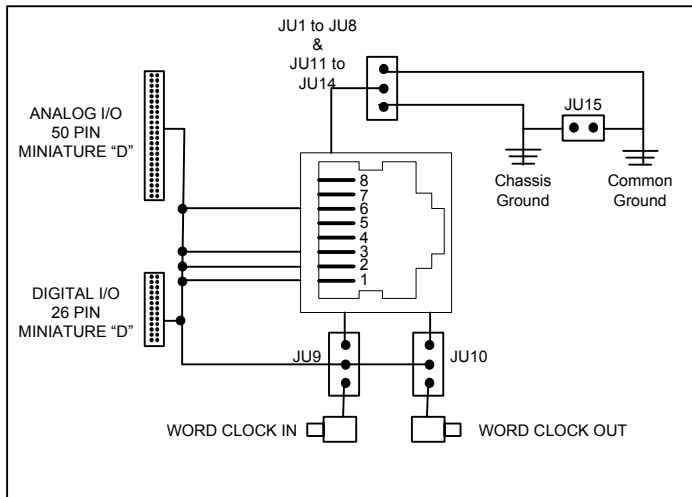 JU1 to JU8
&
JU11 to
JU14
JU15
ANALOG I/O
50 PIN
MINIATURE “D”
Chassis
Ground
Common
Ground
8
7
6
5
4
3
2
1
DIGITAL I/O
26 PIN
MINIATURE “D”
JU9
JU10
WORD CLOCK IN
WORD CLOCK OUT